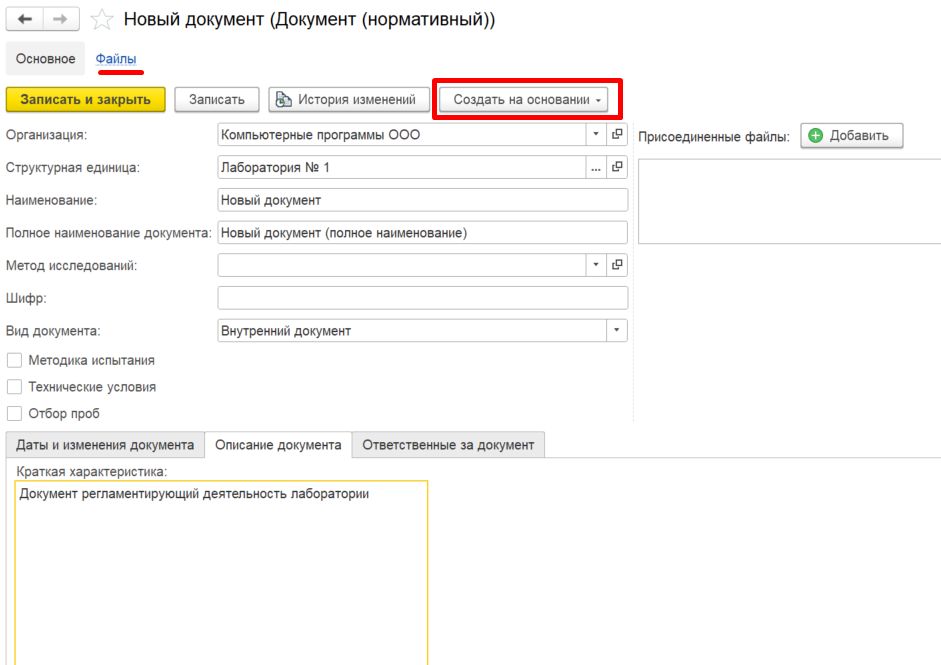 Новый документ (Документ (нормативный))
Основное Файлы
Записать и закрыть Записать История изменений Создать на основании
Организация: Компьютерные программы ООО Присоединенные файлы: Добавить
Структурная единица: Лаборатория № 1 ...
Наименование: Новый документ
Полное наименование документа: Новый документ (полное наименование)
Метод исследований:
Шифр:
Вид документа: Внутренний документ
Методика испытания
Технические условия
Отбор проб
Даты и изменения документа Описание документа Ответственные за документ
Краткая характеристика:
Документ регламентирующий деятельность лаборатории